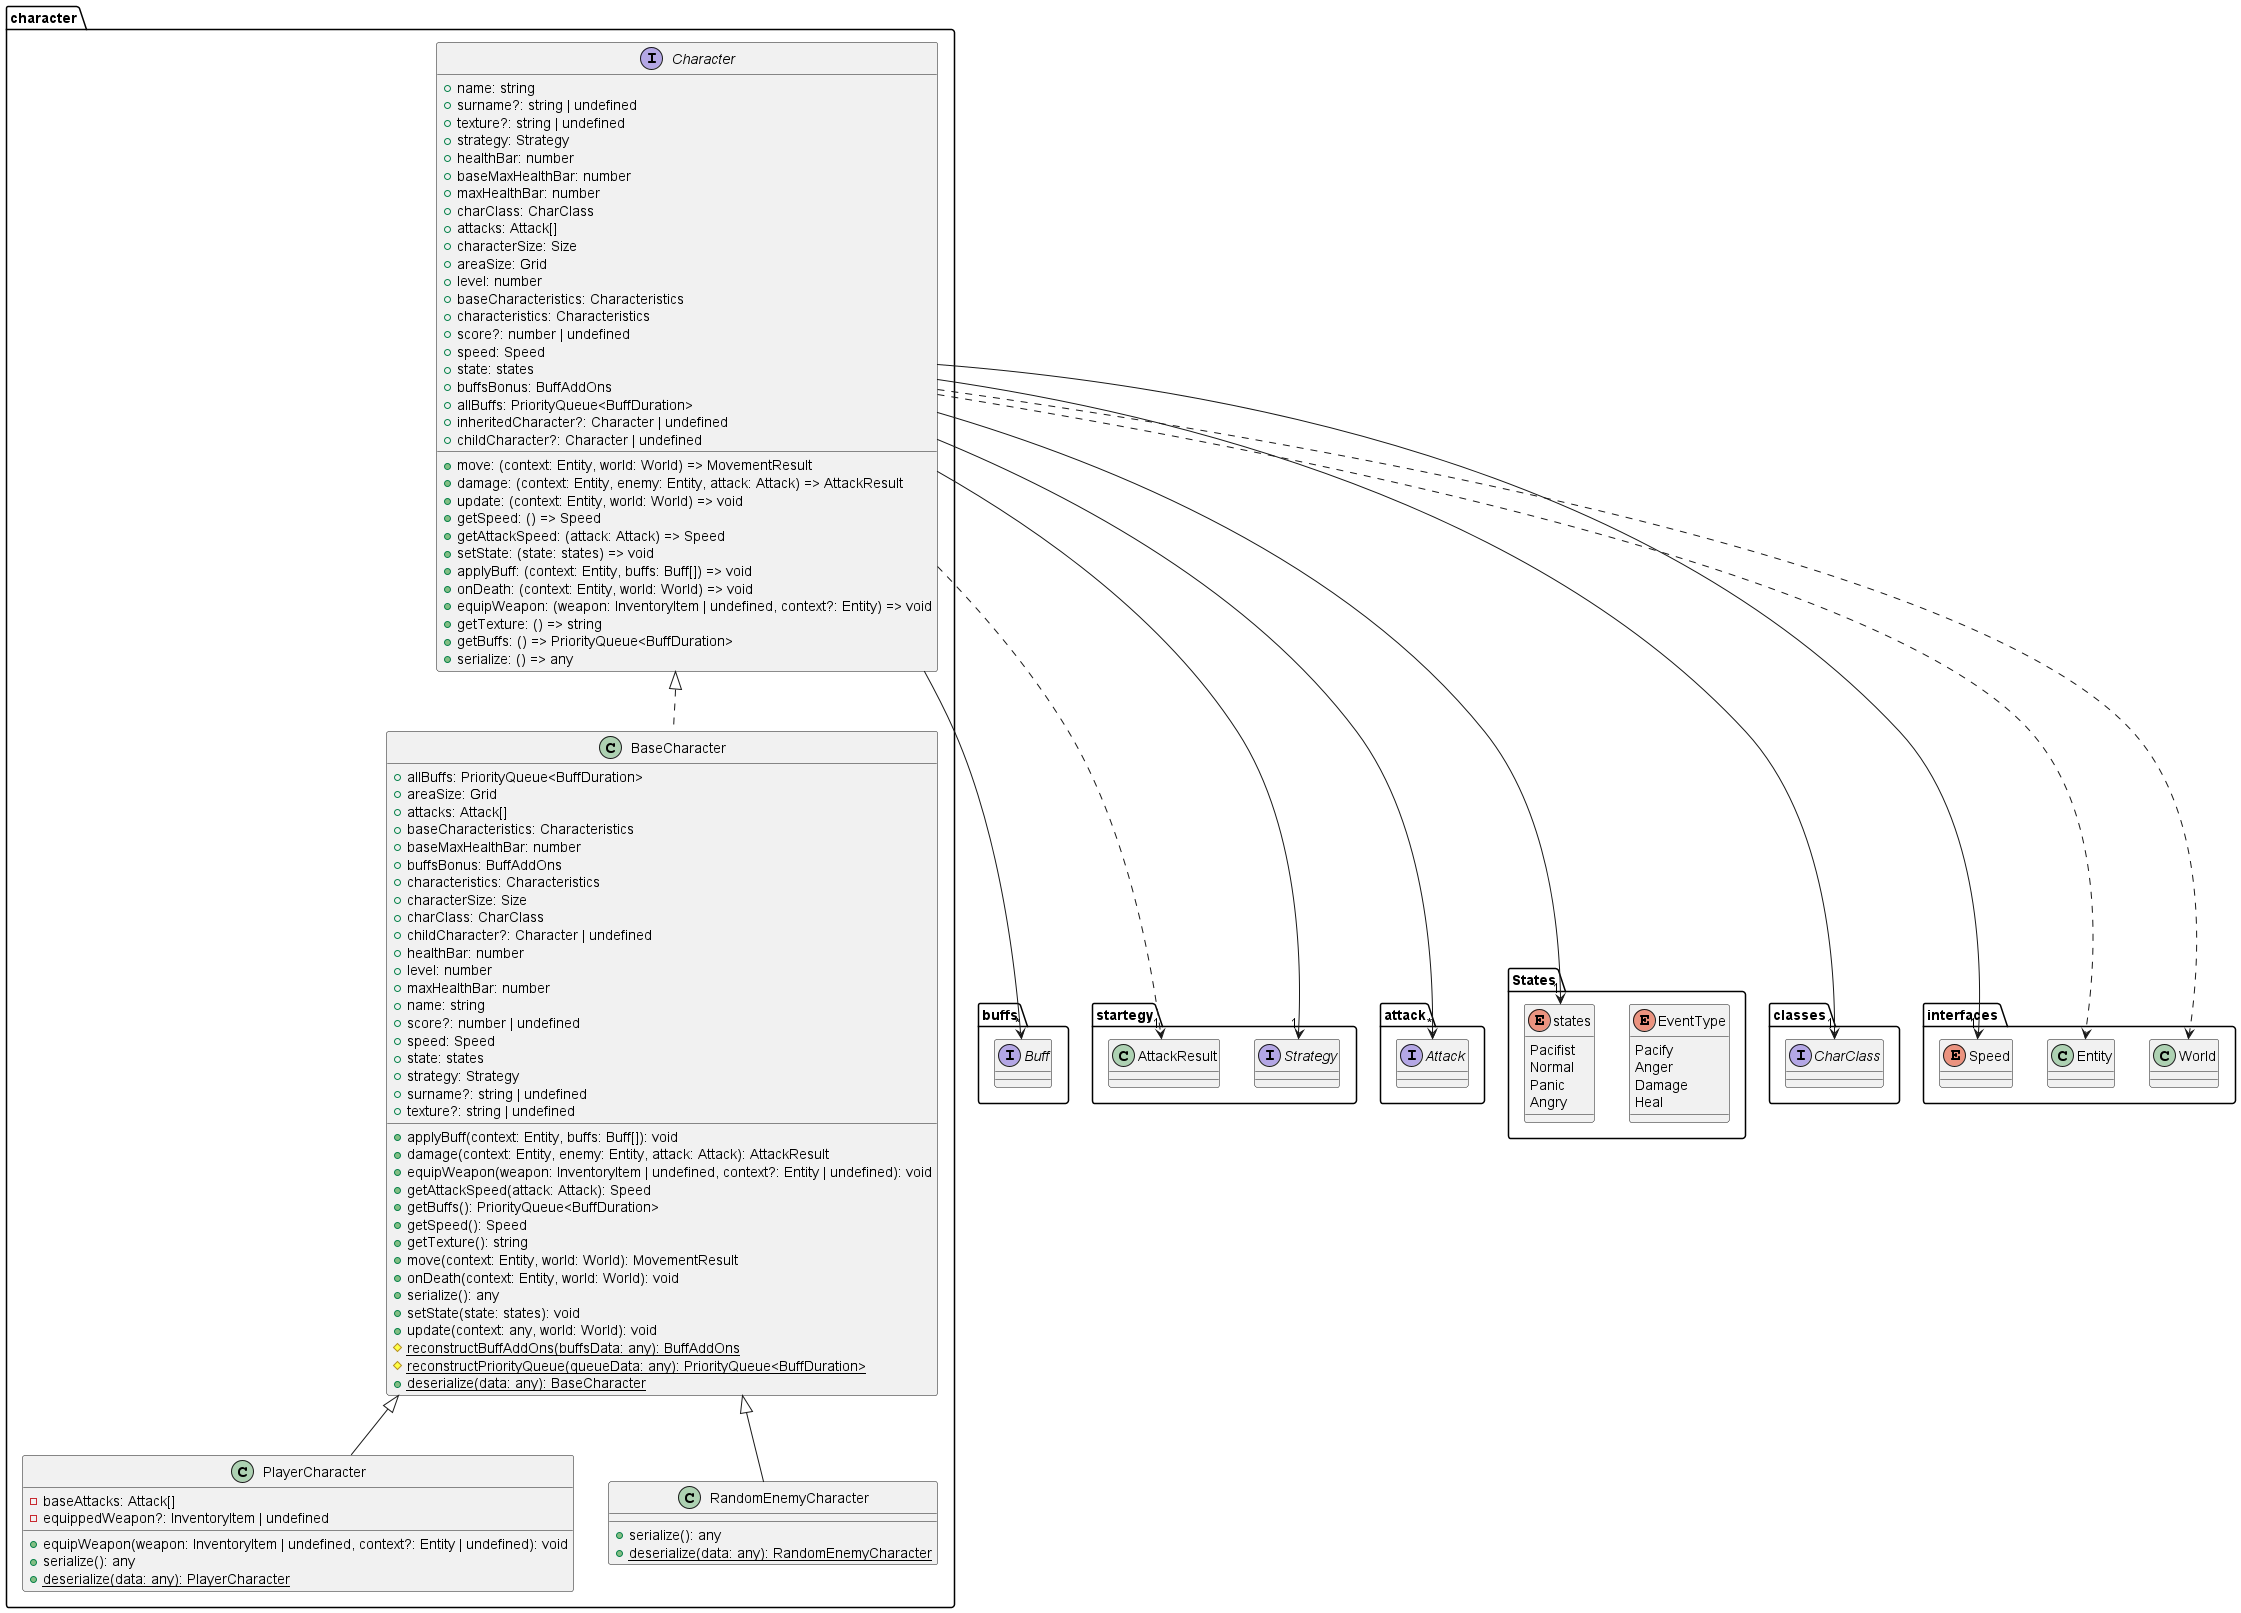 character
I Character
name: string
surname?: string | undefined
texture?: string | undefined
strategy: Strategy
healthBar: number
baseMaxHealthBar: number
maxHealthBar: number
charClass: CharClass
attacks: Attack[]
characterSize: Size
areaSize: Grid
level: number
baseCharacteristics: Characteristics
characteristics: Characteristics
score?: number | undefined
speed: Speed
state: states
buffsBonus: BuffAddOns
allBuffs: PriorityQueue<BuffDuration>
inheritedCharacter?: Character | undefined
childCharacter?: Character | undefined
move: (context: Entity, world: World) => MovementResult
damage: (context: Entity, enemy: Entity, attack: Attack) => AttackResult
update: (context: Entity, world: World) => void
getSpeed: () => Speed
getAttackSpeed: (attack: Attack) => Speed
setState: (state: states) => void
applyBuff: (context: Entity, buffs: Buff[]) => void
onDeath: (context: Entity, world: World) => void
equipWeapon: (weapon: InventoryItem | undefined, context?: Entity) => void
getTexture: () => string
getBuffs: () => PriorityQueue<BuffDuration>
serialize: () => any
C BaseCharacter
allBuffs: PriorityQueue<BuffDuration>
areaSize: Grid
attacks: Attack[]
baseCharacteristics: Characteristics
baseMaxHealthBar: number
buffsBonus: BuffAddOns
characteristics: Characteristics
characterSize: Size
charClass: CharClass
childCharacter?: Character | undefined
healthBar: number
level: number
maxHealthBar: number
name: string
score?: number | undefined
speed: Speed
state: states
strategy: Strategy
surname?: string | undefined
texture?: string | undefined
applyBuff(context: Entity, buffs: Buff[]): void
damage(context: Entity, enemy: Entity, attack: Attack): AttackResult
equipWeapon(weapon: InventoryItem | undefined, context?: Entity | undefined): void
getAttackSpeed(attack: Attack): Speed
getBuffs(): PriorityQueue<BuffDuration>
getSpeed(): Speed
getTexture(): string
move(context: Entity, world: World): MovementResult
onDeath(context: Entity, world: World): void
serialize(): any
setState(state: states): void
update(context: any, world: World): void
reconstructBuffAddOns(buffsData: any): BuffAddOns
reconstructPriorityQueue(queueData: any): PriorityQueue<BuffDuration>
deserialize(data: any): BaseCharacter
C PlayerCharacter
baseAttacks: Attack[]
equippedWeapon?: InventoryItem | undefined
equipWeapon(weapon: InventoryItem | undefined, context?: Entity | undefined): void
serialize(): any
deserialize(data: any): PlayerCharacter
C RandomEnemyCharacter
serialize(): any
deserialize(data: any): RandomEnemyCharacter
buffs
*
I Buff
startegy
1
C AttackResult
1
I Strategy
attack
*
I Attack
States
1
E states
Pacifist
Normal
Panic
Angry
E EventType
Pacify
Anger
Damage
Heal
classes
1
I CharClass
interfaces
1
E Speed
C Entity
C World